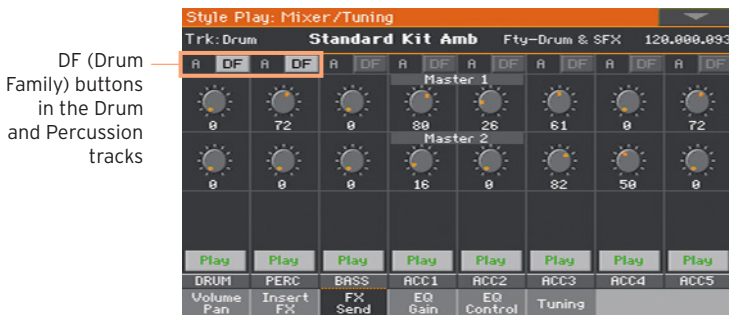 Style Play: Mixer/Tuning
Trk: Drum Standard Kit Amb Fty-Drum & SFX 120.000.093
DF (Drum
Family) buttons
in the Drum
and Percussion
tracks
A DF A DF A DF A DF A DF A DF A DF A DF
Master 1
0 72 0 80 26 61 0 72
Master 2
0 0 0 16 0 82 50 0
Play Play Play Play Play Play Play Play
DRUM PERC BASS ACC1 ACC2 ACC3 ACC4 ACC5
Volume Pan Insert FX FX Send EQ Gain EQ Control Tuning